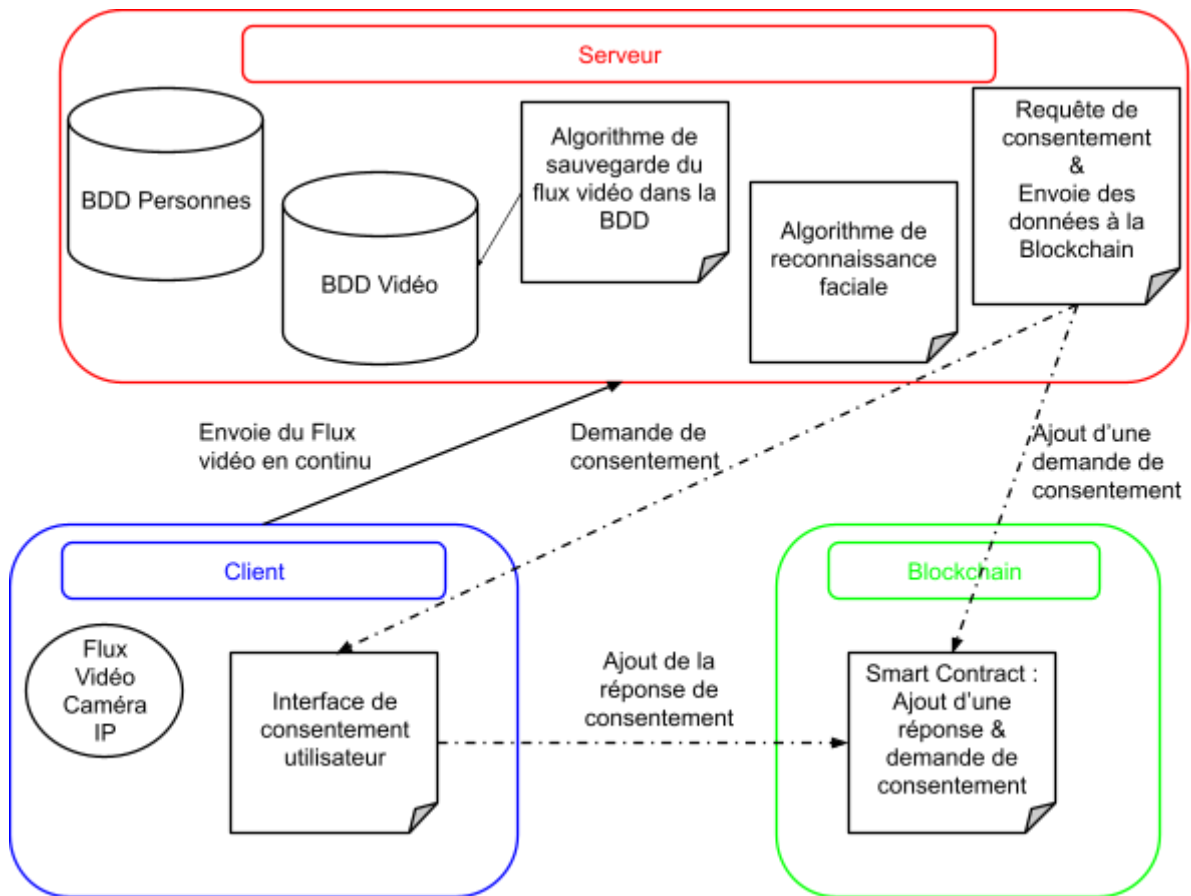 Serveur
BDD Personnes
BDD Vidéo
Algorithme de
sauvegarde du
flux vidéo dans la
BDD
Algorithme de
reconnaissance
faciale
Requête de
consentement
&
Envoie des
données à la
Blockchain
Envoie du Flux
vidéo en continu
Demande de
consentement
Ajout d'une
demande de
consentement
Client
Flux
Vidéo
Caméra
IP
Interface de
consentement
utilisateur
Ajout de la
réponse de
consentement
Blockchain
Smart Contract :
Ajout d'une
réponse &
demande de
consentement